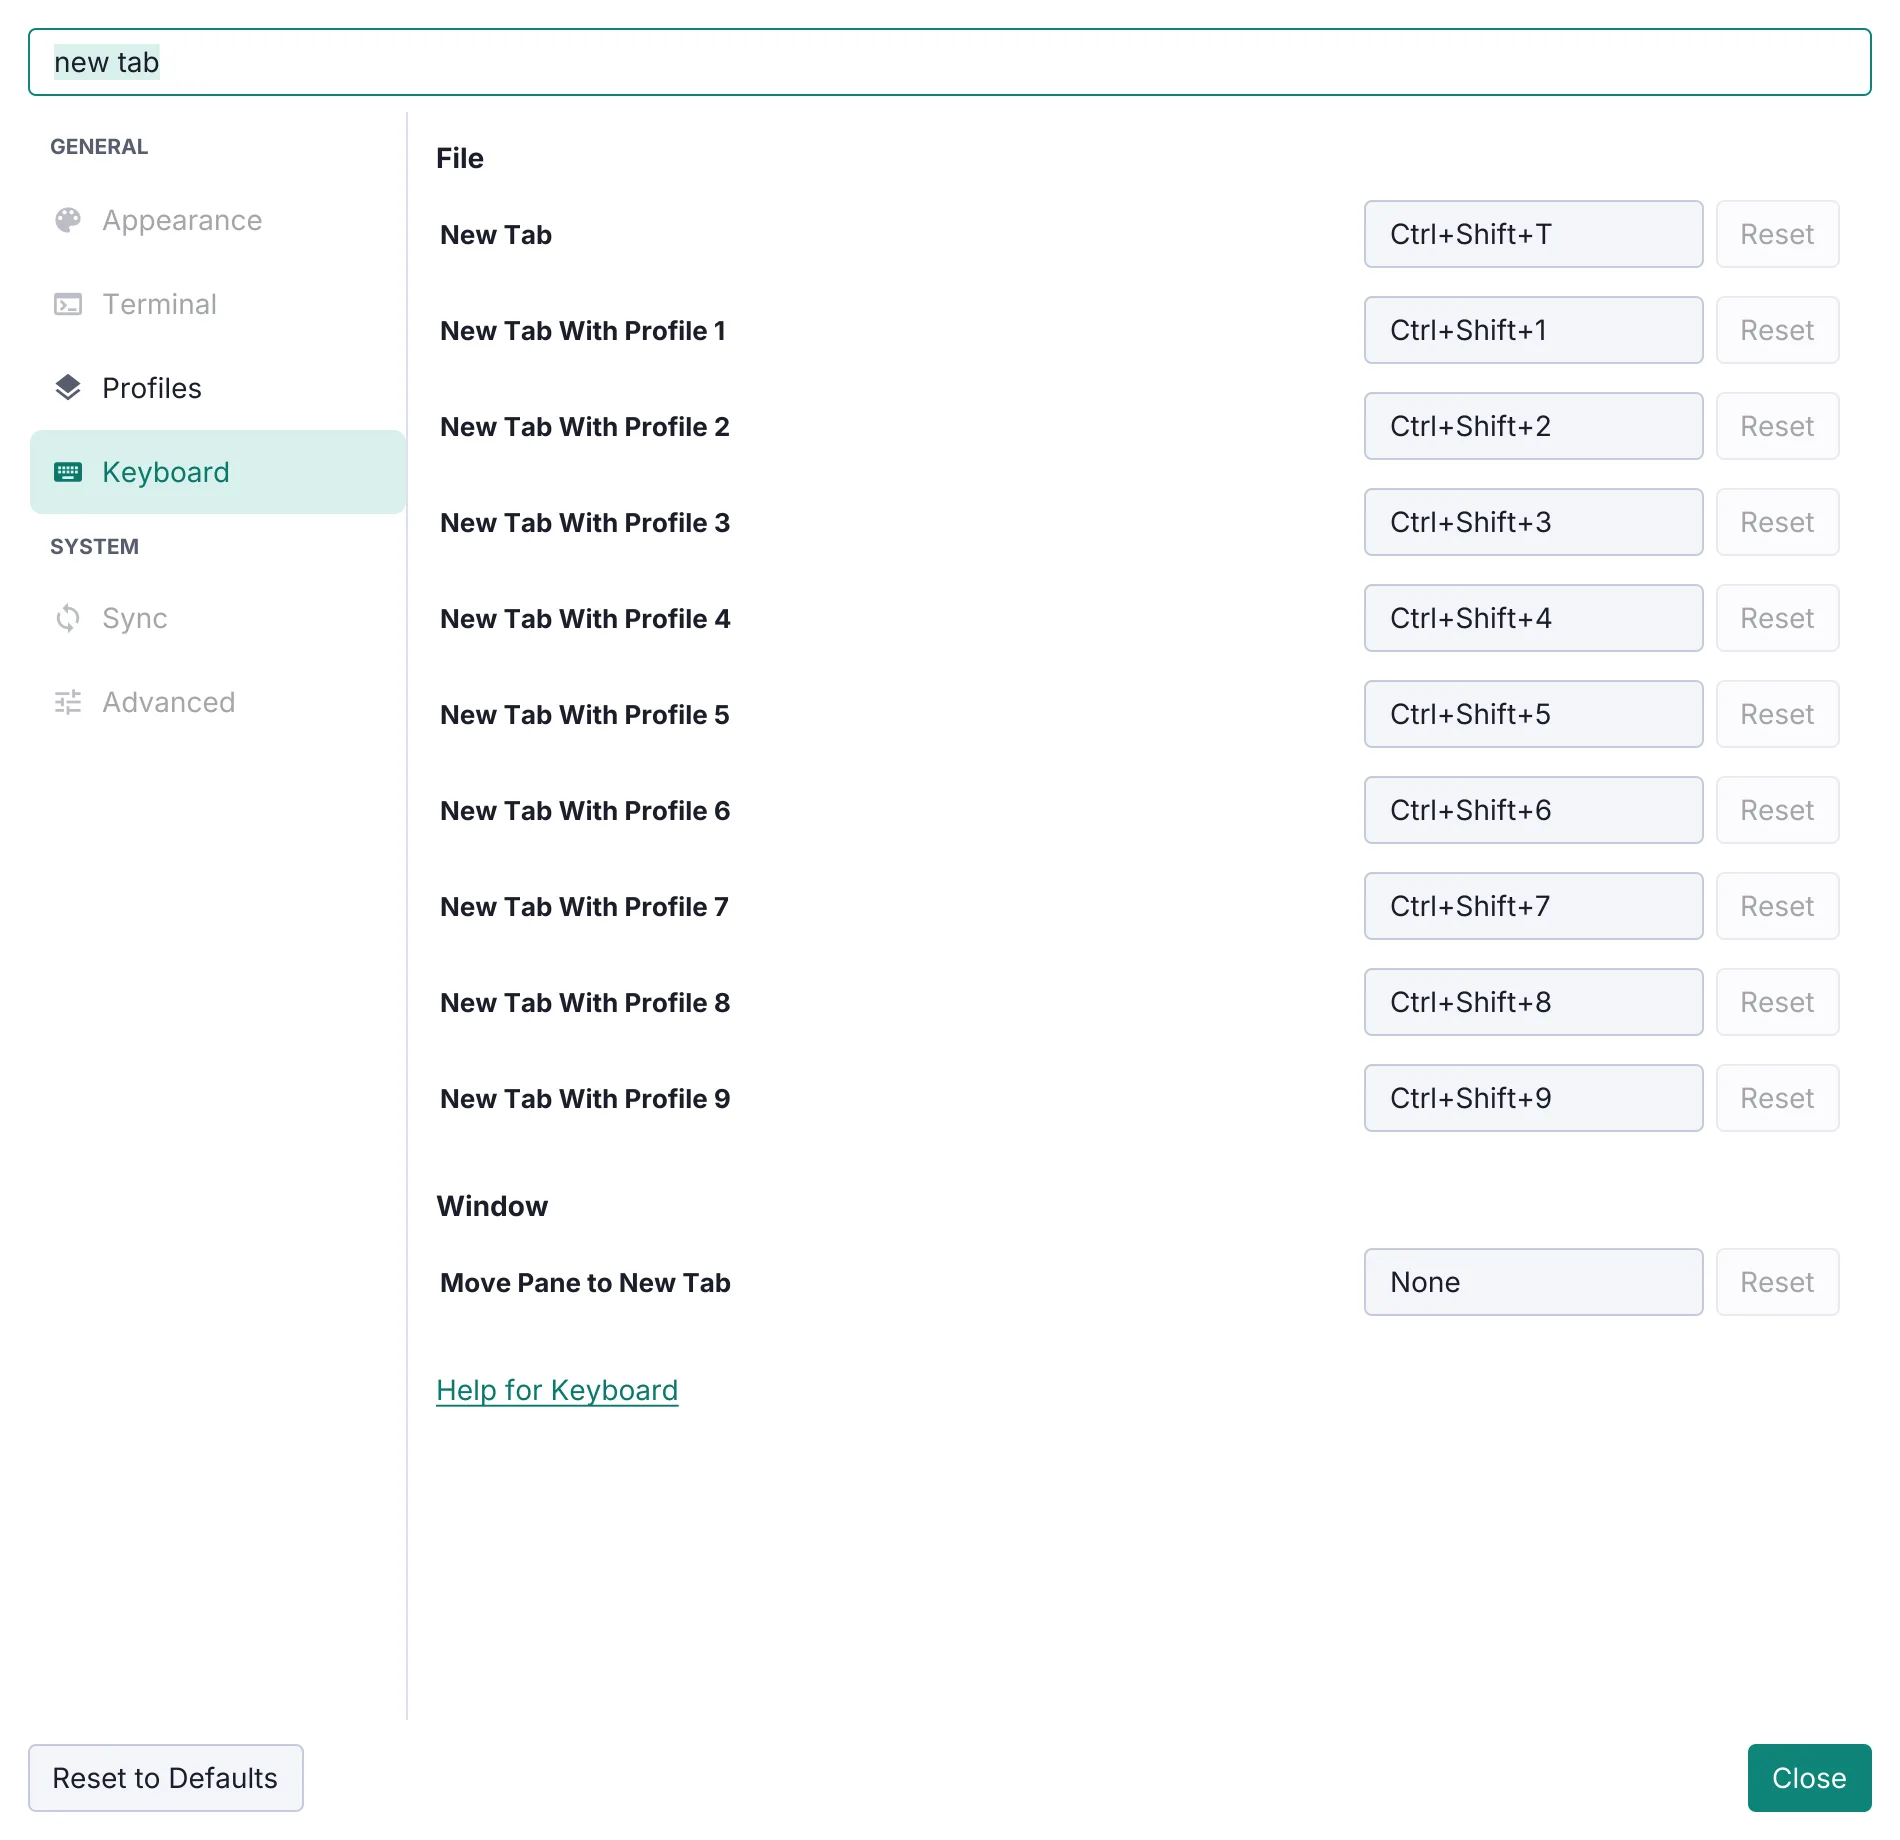 new tab
GENERAL
Appearance
Terminal
Profiles
Keyboard
SYSTEM
Sync
Advanced
File
New Tab Ctrl+Shift+T Reset
New Tab With Profile 1 Ctrl+Shift+1 Reset
New Tab With Profile 2 Ctrl+Shift+2 Reset
New Tab With Profile 3 Ctrl+Shift+3 Reset
New Tab With Profile 4 Ctrl+Shift+4 Reset
New Tab With Profile 5 Ctrl+Shift+5 Reset
New Tab With Profile 6 Ctrl+Shift+6 Reset
New Tab With Profile 7 Ctrl+Shift+7 Reset
New Tab With Profile 8 Ctrl+Shift+8 Reset
New Tab With Profile 9 Ctrl+Shift+9 Reset
Window
Move Pane to New Tab None Reset
Help for Keyboard
Reset to Defaults Close